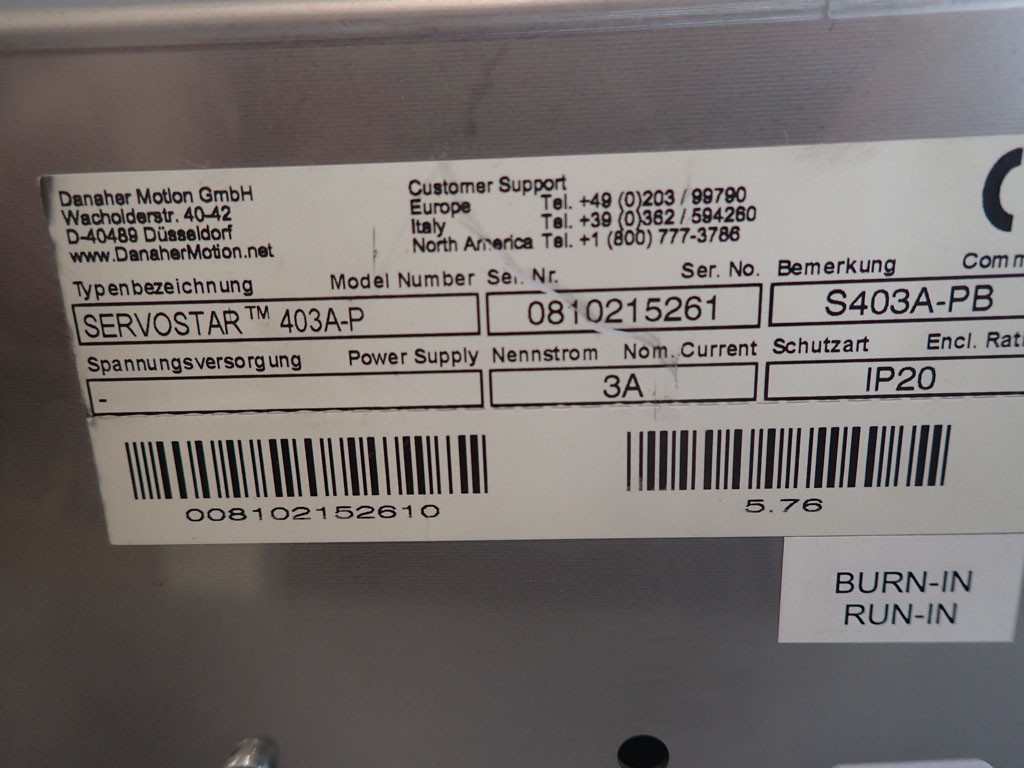 Danaher Motion GmbH
Wacholderstr. 40-42
D-40489 Düsseldorf
www.DanaherMotion.net
Customer Support
Europe Tel. +49 (0)203 / 99790
Italy Tel. +39 (0)362 / 594260
North America Tel. +1 (800) 777-3786
Typenbezeichnung Model Number Ser. Nr. Ser. No. Bemerkung
SERVOSTAR™ 403A-P 0810215261 S403A-PB
Spannungsversorgung Power Supply Nennstrom Nom. Current Schutzart Encl.
- 3A IP20
008102152610 5.76
BURN-IN
RUN-IN